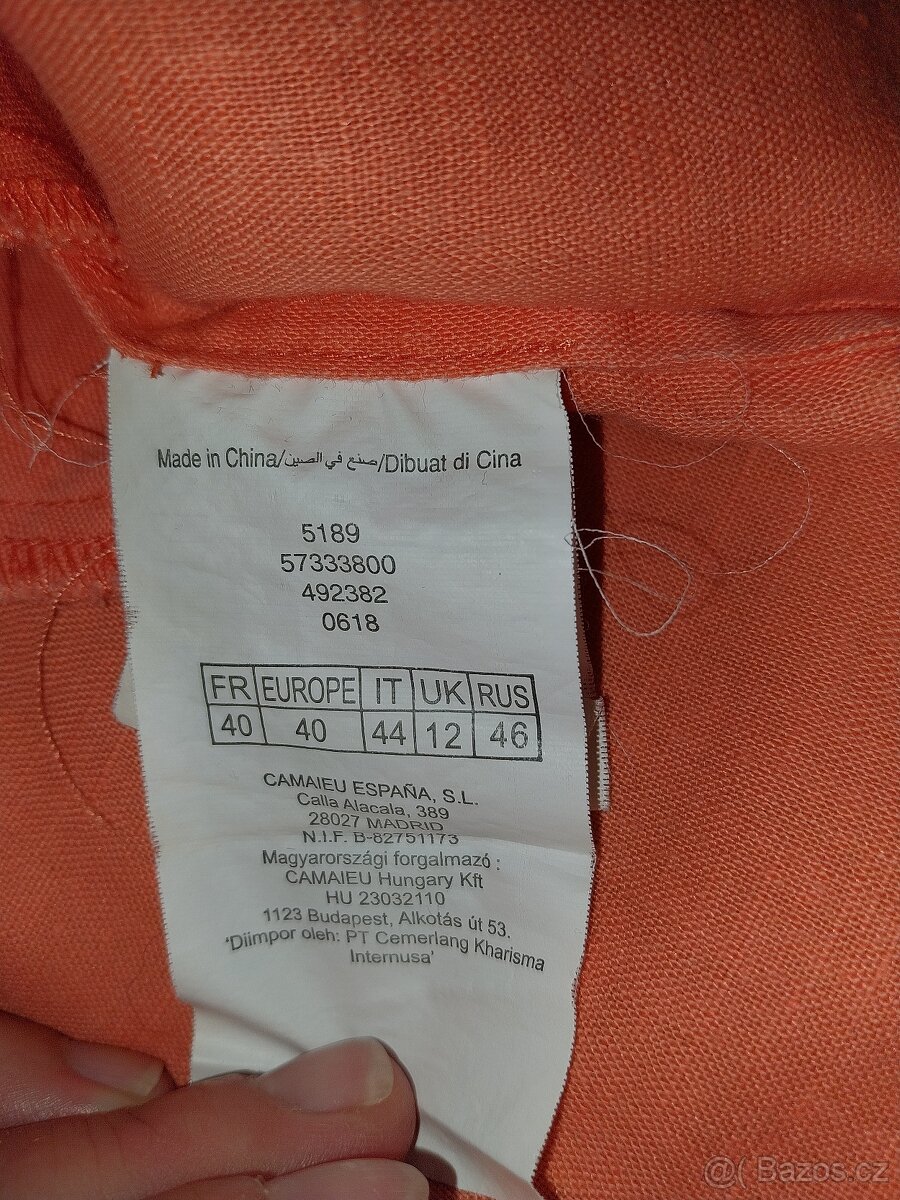 Made in China/صنع في الصين/Dibuat di Cina
5189
57333800
492382
0618
FR EUROPE IT UK RUS
40 40 44 12 46
CAMAIEU ESPAÑA, S.L.
Calla Alacala, 389
28027 MADRID
N.I.F. B-82751173
Magyarországi forgalmazó :
CAMAIEU Hungary Kft
HU 23032110
1123 Budapest, Alkotás út 53.
'Diimpor oleh: PT Cemerlang Kharisma
Internusa'
@( Bazos.cz